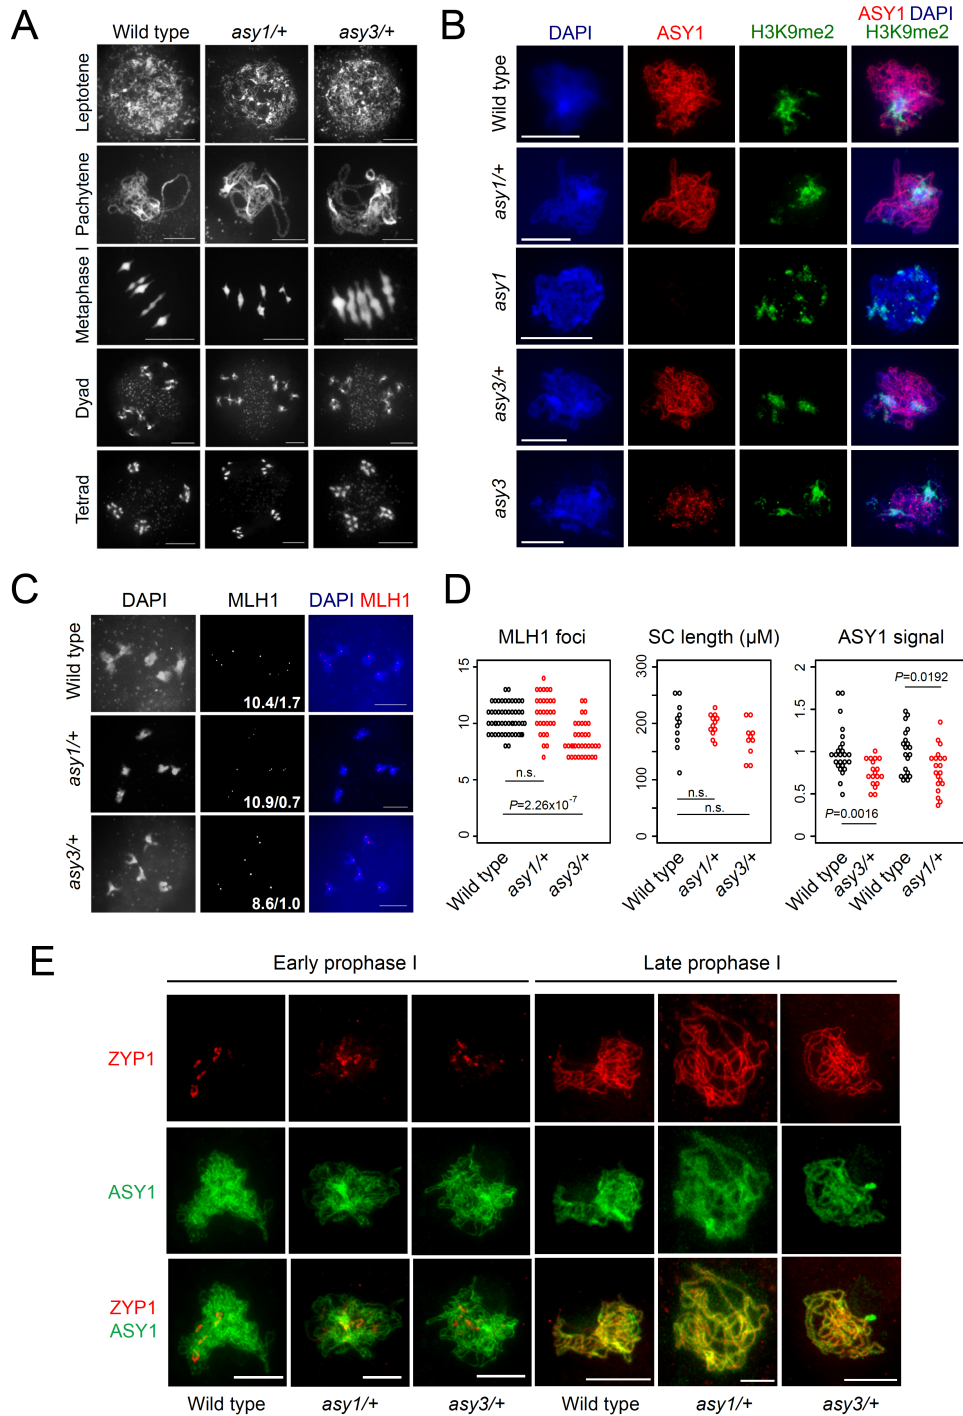 A
Wild type asy1/+ asy3/+
Leptotene
Pachytene
Metaphase I
Dyad
Tetrad
B
DAPI ASY1 H3K9me2 ASY1 DAPI
H3K9me2
Wild type
asy1/+
asy1
asy3/+
asy3
C
DAPI MLH1 DAPI MLH1
Wild type
10.4/1.7
asy1/+
10.9/0.7
asy3/+
8.6/1.0
D
MLH1 foci
15
10
5
0
n.s.
P=2.26x10⁻⁷
Wild type
asy1/+
asy3/+
SC length (µM)
300
200
100
0
n.s.
n.s.
Wild type
asy1/+
asy3/+
ASY1 signal
2
1.5
1
0.5
0
P=0.0192
P=0.0016
Wild type
asy3/+
Wild type
asy1/+
E
Early prophase I Late prophase I
ZYP1
ASY1
ZYP1
ASY1
Wild type asy1/+ asy3/+ Wild type asy1/+ asy3/+